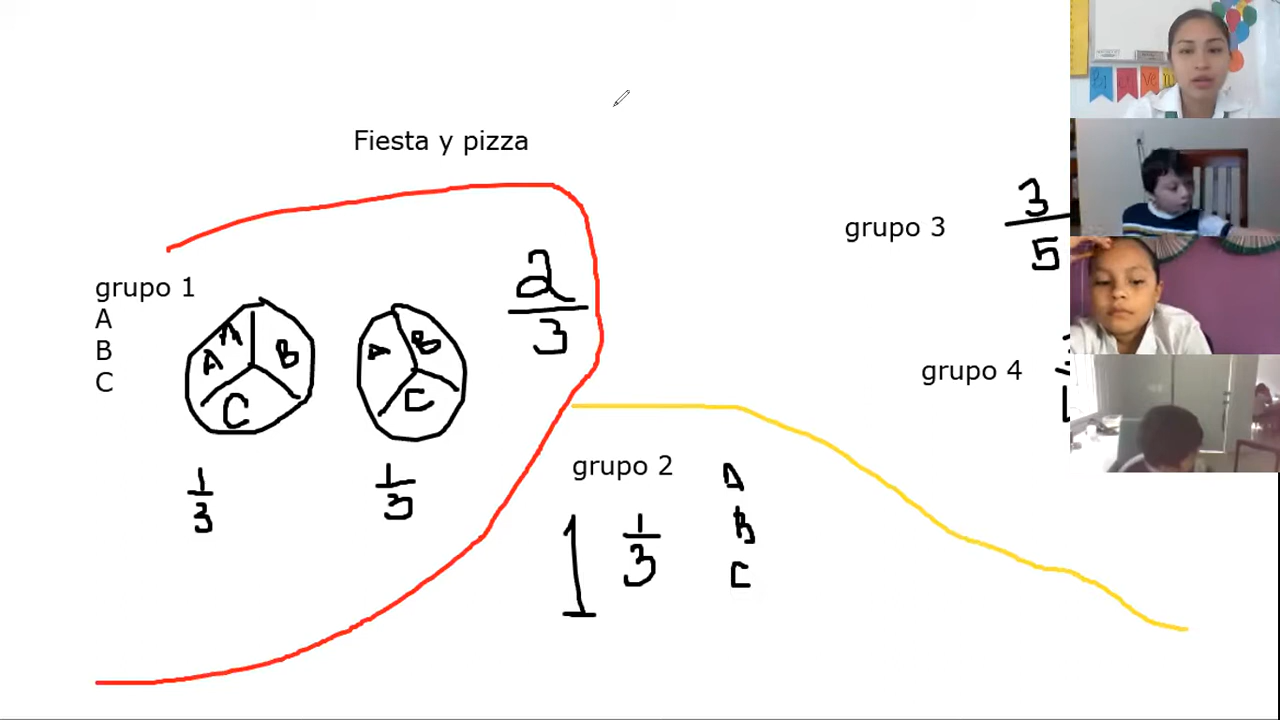 Fiesta y pizza
grupo 1
A
B
C
A B
C
A B
C
1/3
1/3
2/3
grupo 2
1 1/3
A
B
C
grupo 3
3/5
grupo 4